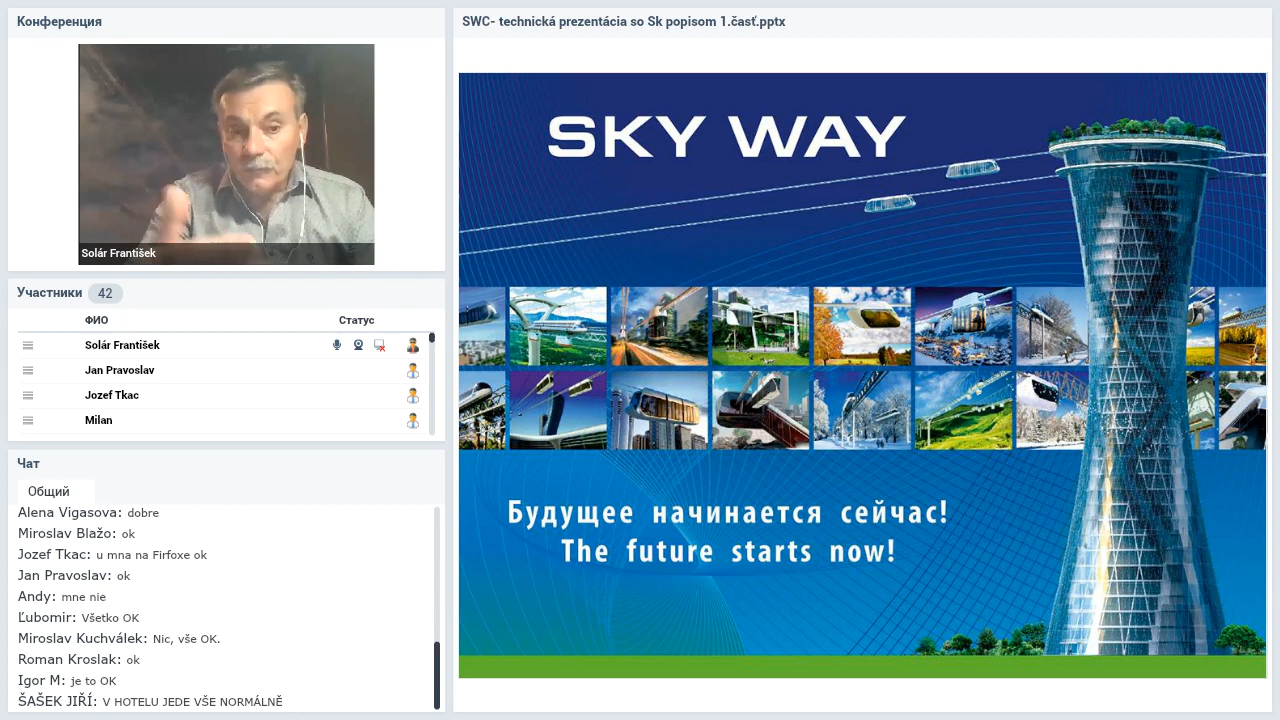 Конференция
Solár František
Участники 42
ФИО Статус
Solár František
Jan Pravoslav
Jozef Tkac
Milan
Чат
Общий
Alena Vigasova: dobre
Miroslav Blažo: ok
Jozef Tkac: u mna na Firfoxe ok
Jan Pravoslav: ok
Andy: mne nie
Ľubomir: Všetko OK
Miroslav Kuchválek: Nic, vše OK.
Roman Kroslak: ok
Igor M: je to OK
ŠAŠEK JIŘÍ: V HOTELU JEDE VŠE NORMÁLNĚ
SWC- technická prezentácia so Sk popisom 1.časť.pptx
SKY WAY
Будущее начинается сейчас!
The future starts now!